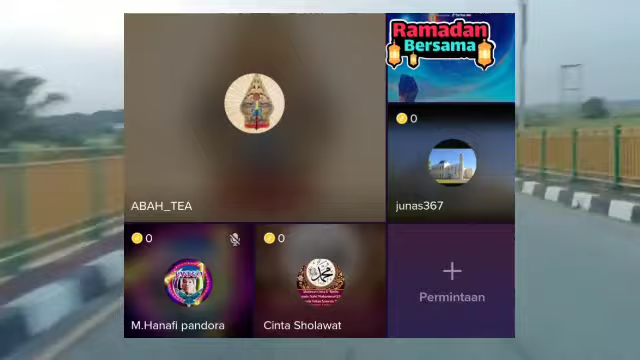 Ramadan
Bersama
ABAH_TEA
0
junas367
0
M.Hanafi pandora
0
Cinta Sholawat
Permintaan